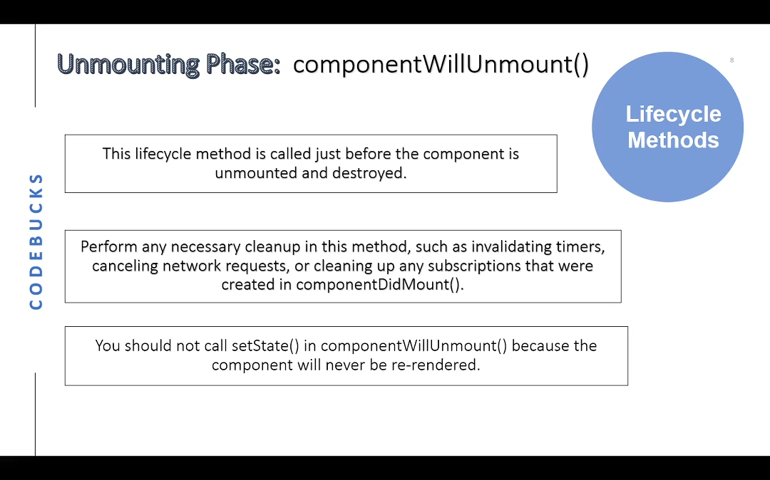 Unmounting Phase: componentWillUnmount()
8
Lifecycle
Methods
This lifecycle method is called just before the component is
unmounted and destroyed.
CODEBUCKS
Perform any necessary cleanup in this method, such as invalidating timers,
canceling network requests, or cleaning up any subscriptions that were
created in componentDidMount().
You should not call setState() in componentWillUnmount() because the
component will never be re-rendered.